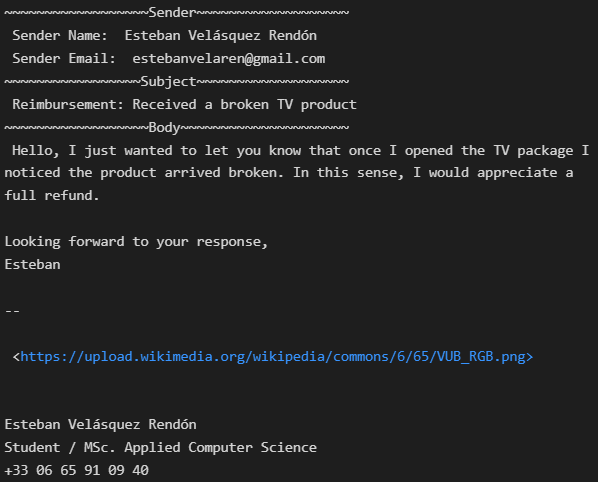 ~~~~~~~~~~~~~~~~~~Sender~~~~~~~~~~~~~~~~~~~
Sender Name:  Esteban Velásquez Rendón
Sender Email:  estebanvelaren@gmail.com
~~~~~~~~~~~~~~~~~Subject~~~~~~~~~~~~~~~~~~~
Reimbursement: Received a broken TV product
~~~~~~~~~~~~~~~~~~Body~~~~~~~~~~~~~~~~~~~~~
Hello, I just wanted to let you know that once I opened the TV package I
noticed the product arrived broken. In this sense, I would appreciate a
full refund.

Looking forward to your response,
Esteban

--

<https://upload.wikimedia.org/wikipedia/commons/6/65/VUB_RGB.png>

Esteban Velásquez Rendón
Student / MSc. Applied Computer Science
+33 06 65 91 09 40